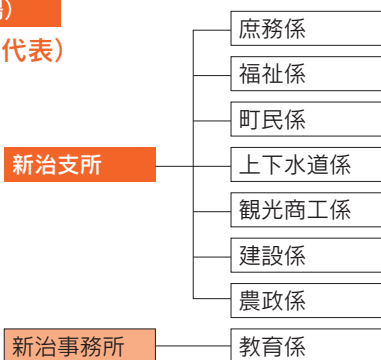 場）
代表）
庶務係
福祉係
町民係
新治支所
上下水道係
観光商工係
建設係
農政係
新治事務所
教育係